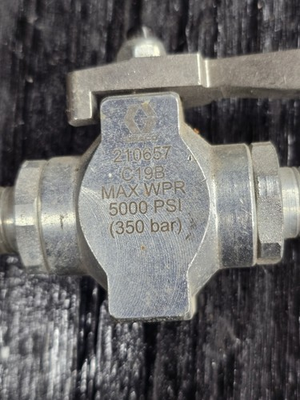 210657
C19B
MAX WPR
5000 PSI
(350 bar)